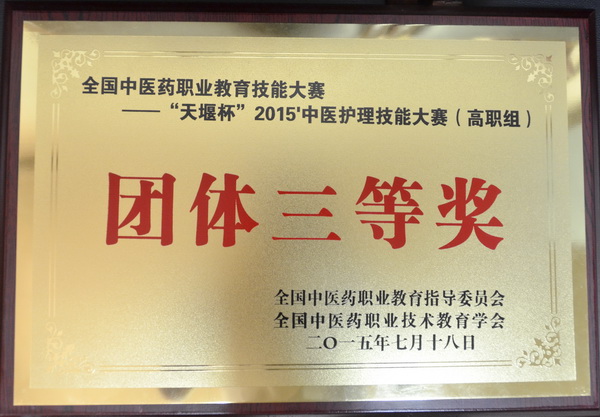 全国中医药职业教育技能大赛
——“天堰杯”2015'中医护理技能大赛（高职组）
团体三等奖
全国中医药职业教育指导委员会
全国中医药职业技术教育学会
二〇一五年七月十八日